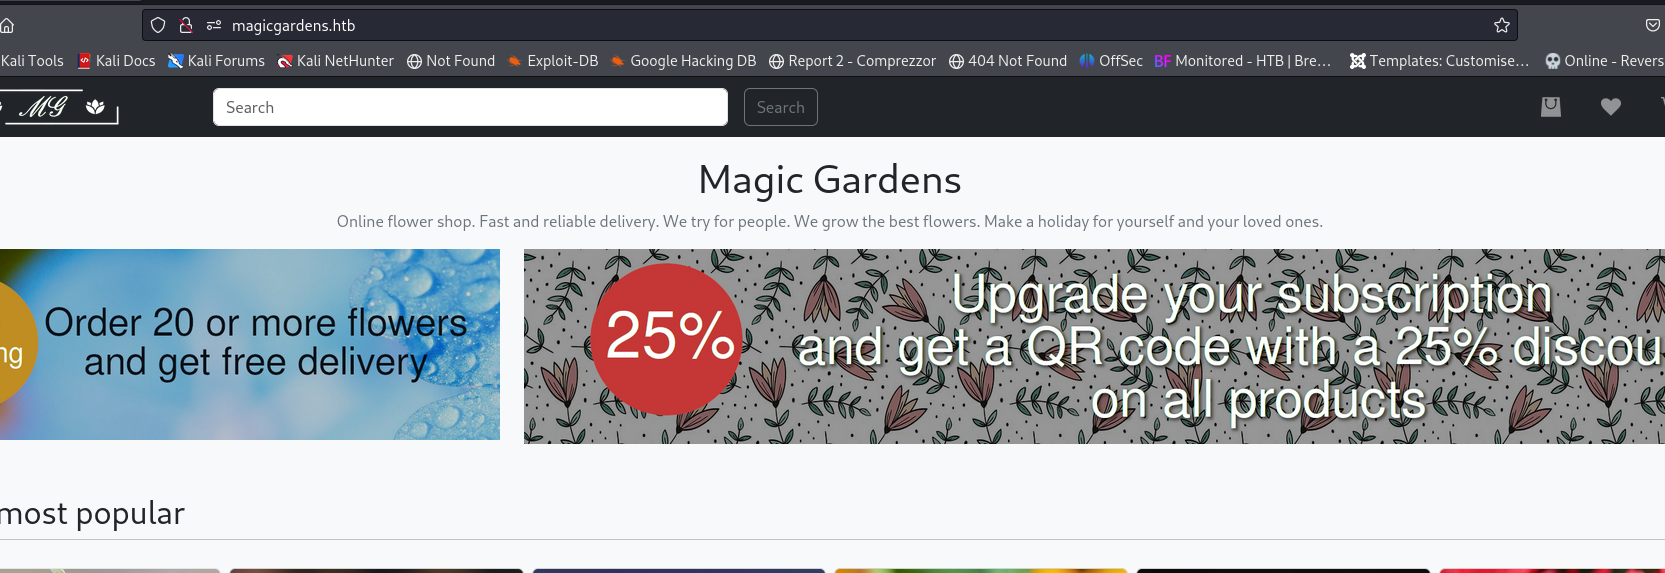 magicgardens.htb
Kali Tools Kali Docs Kali Forums Kali NetHunter Not Found Exploit-DB Google Hacking DB Report 2 - Comprezzor 404 Not Found OffSec BF Monitored - HTB | Bre... Templates: Customise... Online - Revers
MG Search Search
Magic Gardens
Online flower shop. Fast and reliable delivery. We try for people. We grow the best flowers. Make a holiday for yourself and your loved ones.
ng
Order 20 or more flowers
and get free delivery
25%
Upgrade your subscription
and get a QR code with a 25% discou
on all products
most popular